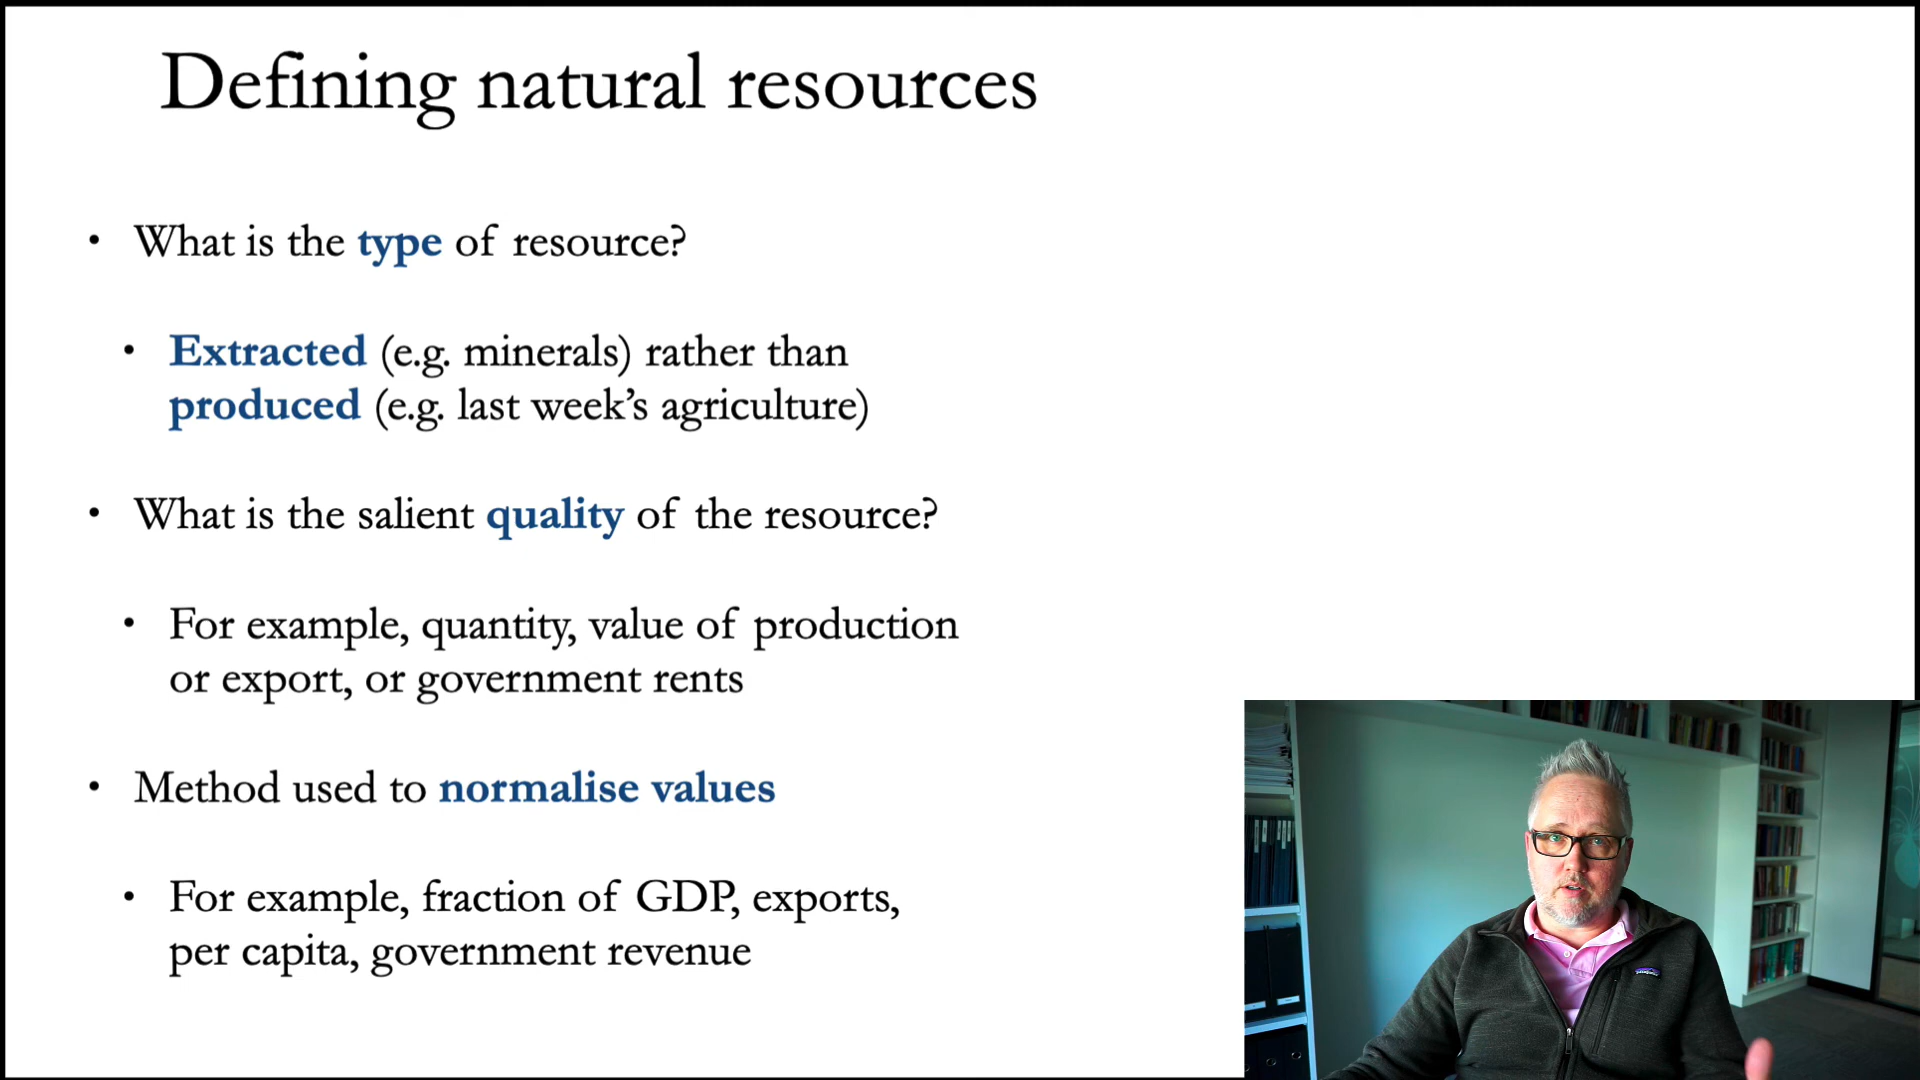 Defining natural resources
• What is the type of resource?
• Extracted (e.g. minerals) rather than
produced (e.g. last week’s agriculture)
• What is the salient quality of the resource?
• For example, quantity, value of production
or export, or government rents
• Method used to normalise values
• For example, fraction of GDP, exports,
per capita, government revenue